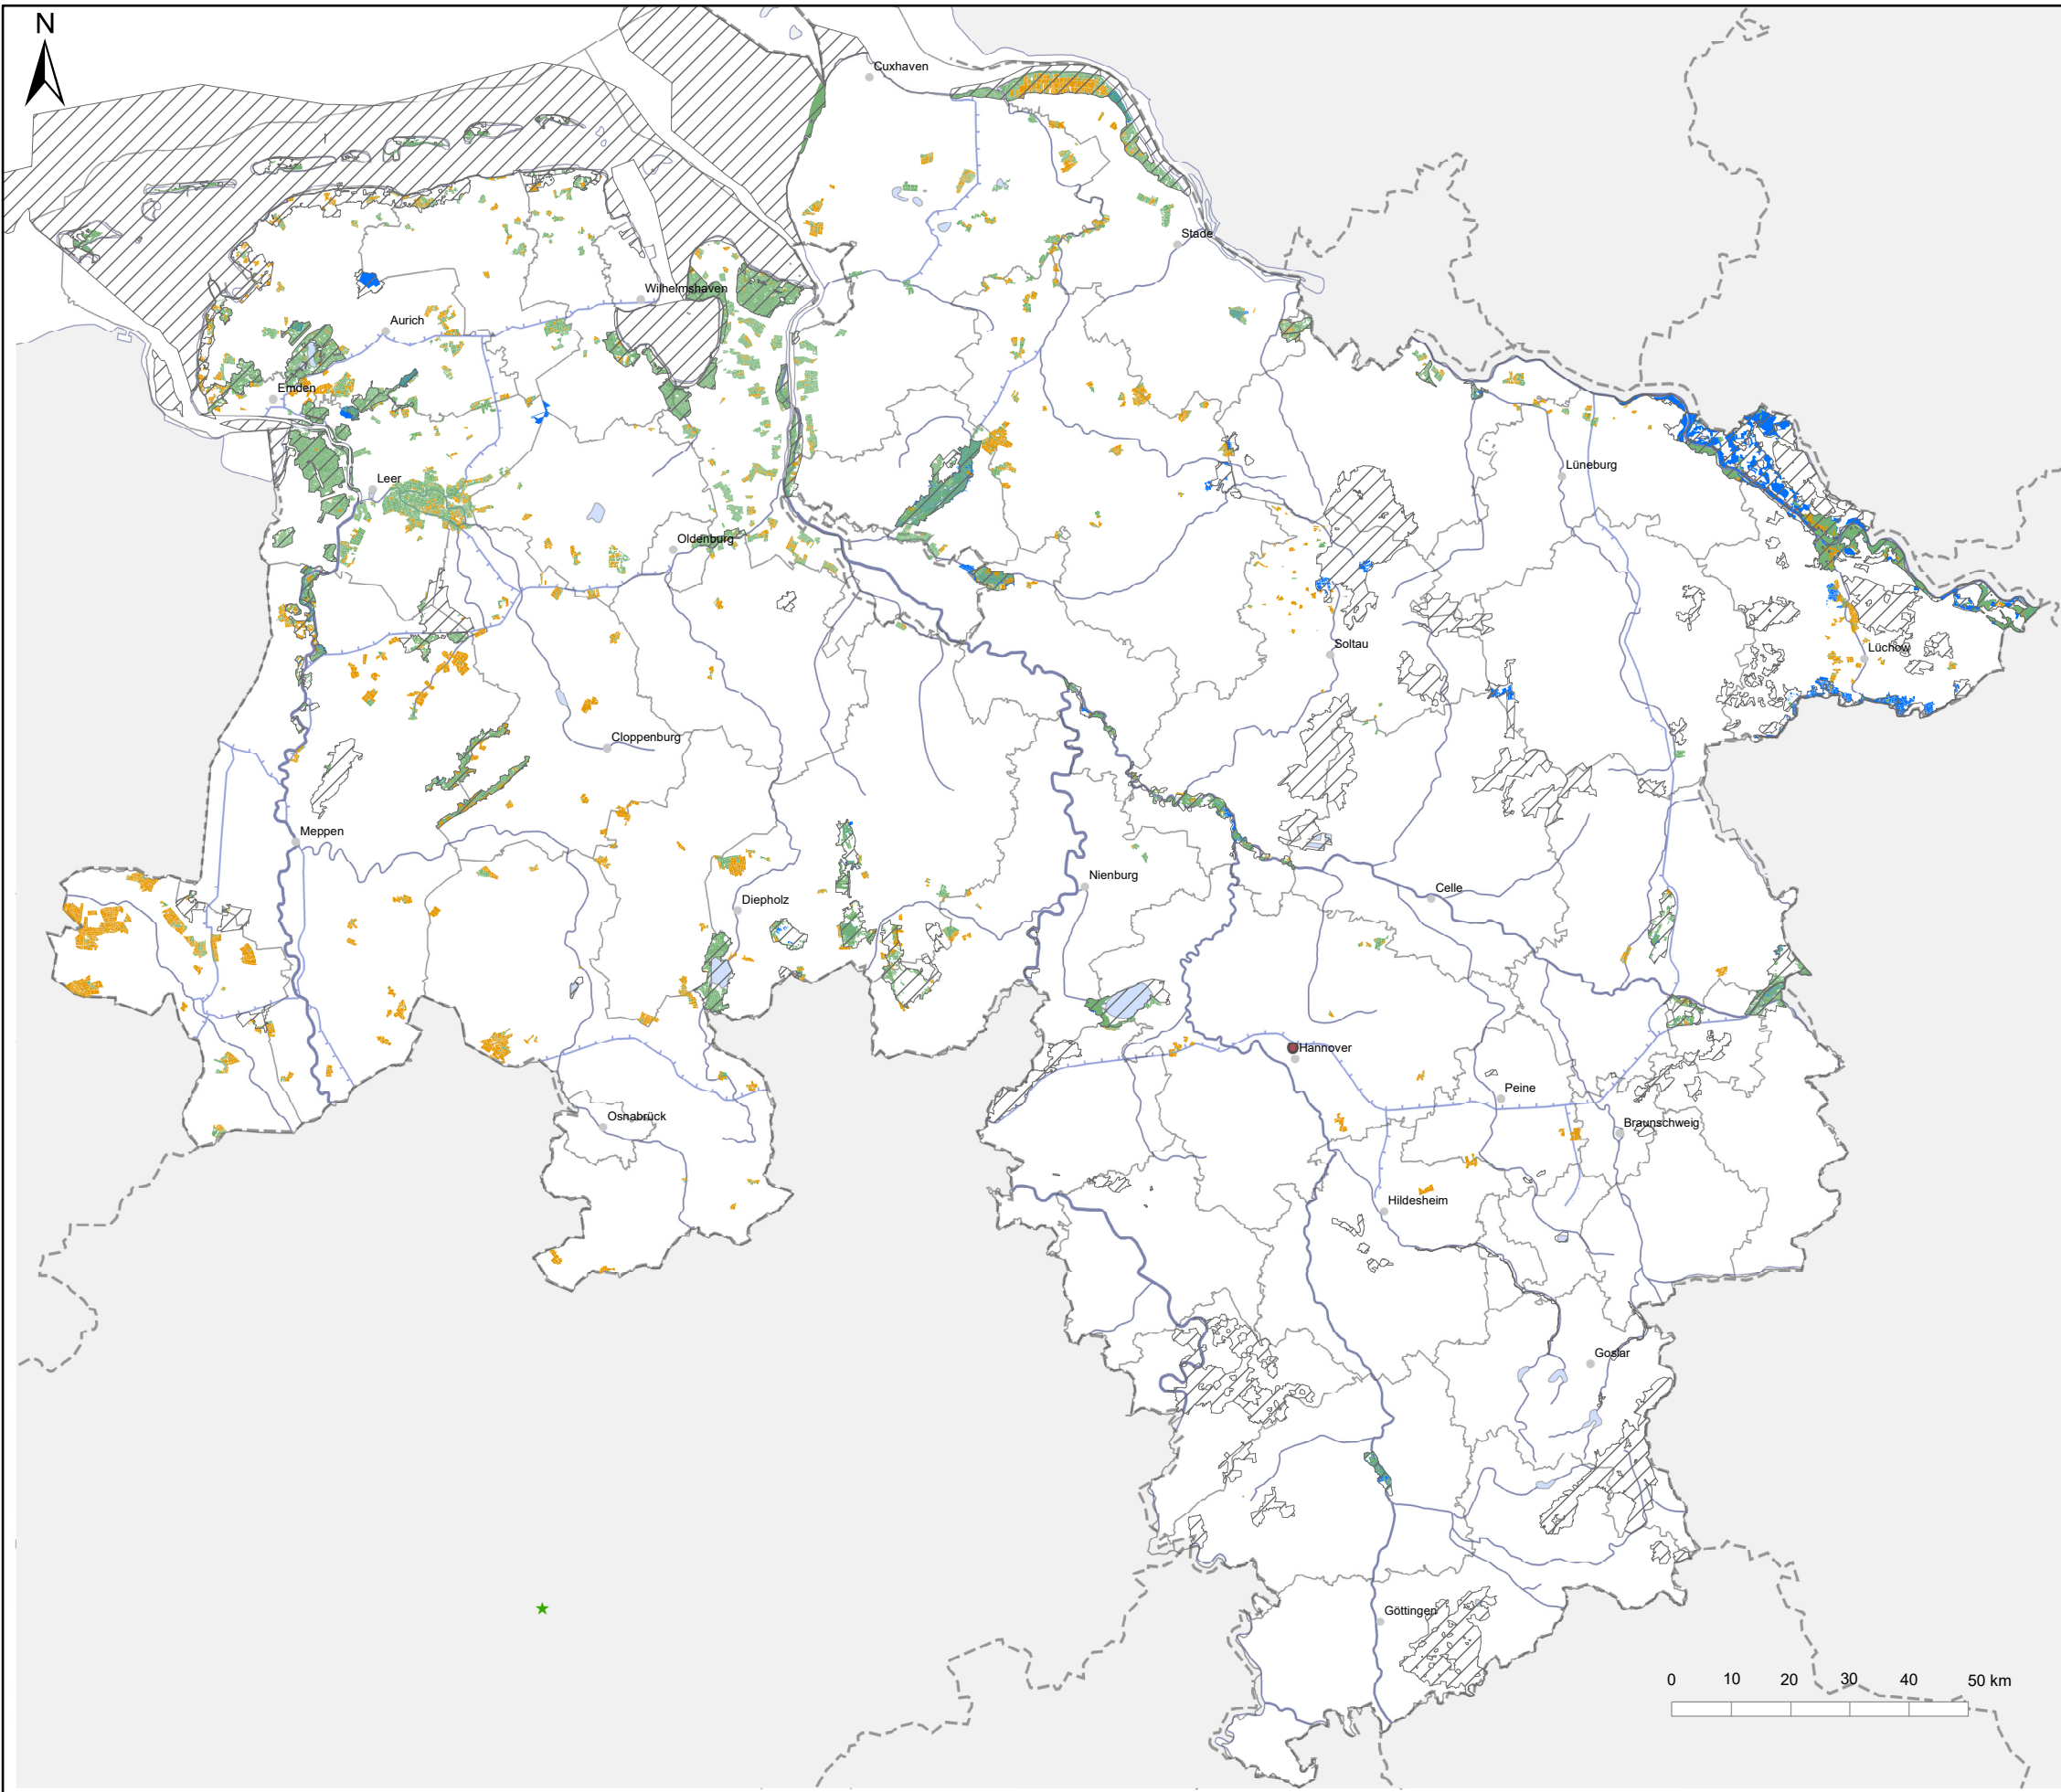 N
Cuxhaven
Stade
Wilhelmshaven
Aurich
Emden
Lüneburg
Leer
Oldenburg
Soltau
Lüchow
Cloppenburg
Meppen
Nienburg
Celle
Diepholz
Hannover
Peine
Osnabrück
Braunschweig
Hildesheim
Goslar
Göttingen
0 10 20 30 40 50 km